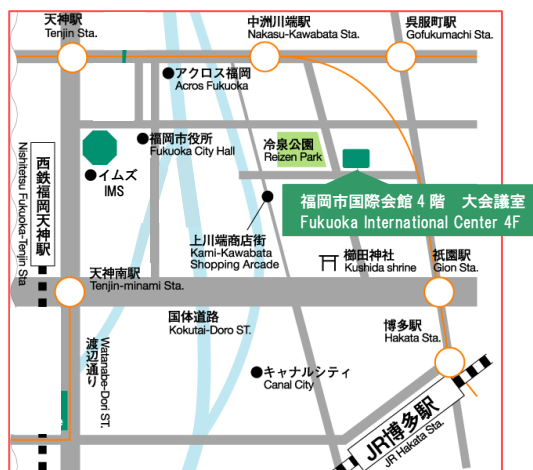 天神駅
Tenjin Sta.
中洲川端駅
Nakasu-Kawabata Sta.
呉服町駅
Gofukumachi Sta.
アクロス福岡
Acros Fukuoka
福岡市役所
Fukuoka City Hall
冷泉公園
Reizen Park
イムズ
IMS
西鉄福岡天神駅
Nishitetsu Fukuoka-Tenjin Sta
福岡市国際会館4階 大会議室
Fukuoka International Center 4F
上川端商店街
Kami-Kawabata
Shopping Arcade
櫛田神社
Kushida shrine
祇園駅
Gion Sta.
天神南駅
Tenjin-minami Sta.
国体道路
Kokutai-Doro ST.
博多駅
Hakata Sta.
渡辺通り
Watanabe-Dori ST.
キャナルシティ
Canal City
JR博多駅
JR Hakata Sta.